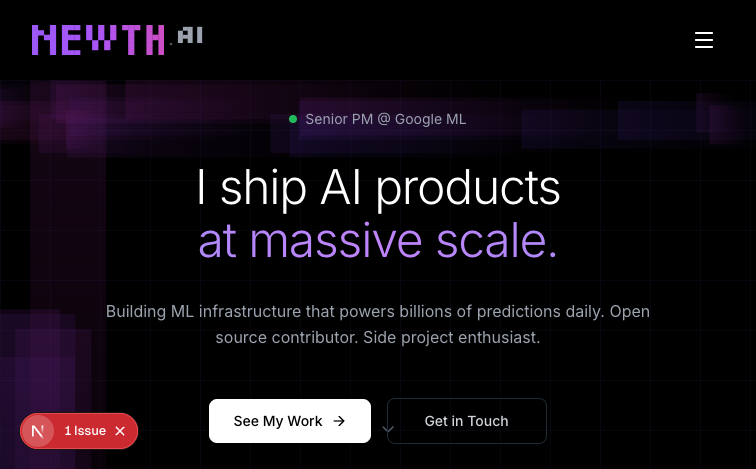 NEWTH.AI
Senior PM @ Google ML
I ship AI products
at massive scale.
Building ML infrastructure that powers billions of predictions daily. Open
source contributor. Side project enthusiast.
See My Work →
Get in Touch
N 1 Issue ×